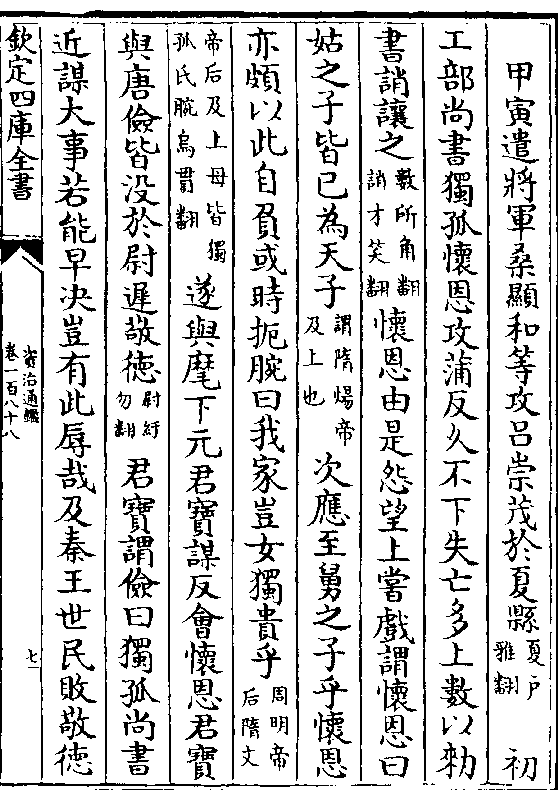 甲寅遣將軍桑顯和等攻吕崇茂於夏縣夏户雅翻初
工部尚書獨孤懷恩攻蒲反久不下失亡多上數以勑
書誚讓之數所角翻誚才笑翻懷恩由是怨望上嘗戲謂懷恩曰
姑之子皆已為天子謂隋煬帝及上也次應至舅之子乎懷恩
亦頗以此自負或時扼腕曰我家豈女獨貴乎周明帝后隋文
帝后及上母皆獨孤氏腕烏貫翻遂與麾下元君寶謀反會懷恩君寶
與唐儉皆没於尉遲敬德尉紆勿翻君寶謂儉曰獨孤尚書
近謀大事若能早决豈有此辱哉及秦王世民敗敬德
欽定四庫全書
資治通鑑
卷一百八十八
七